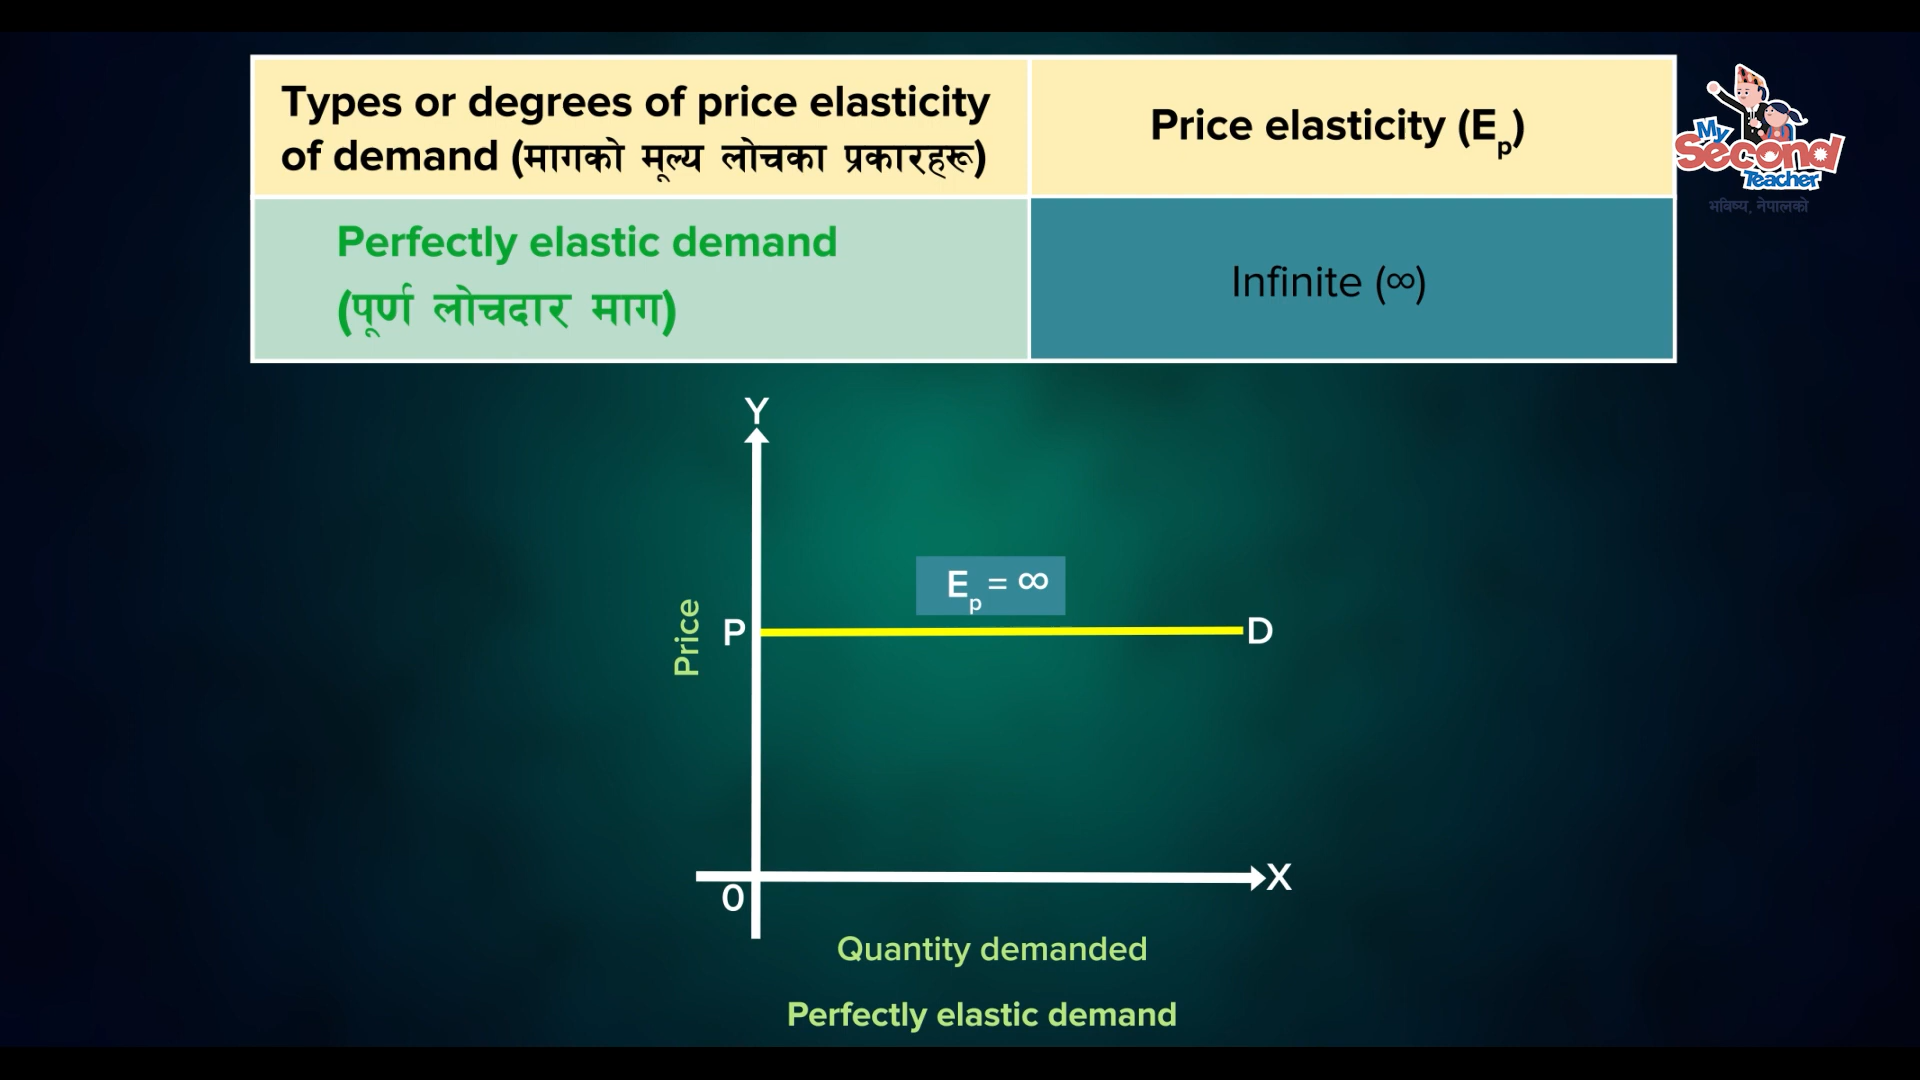 Types or degrees of price elasticity
of demand (मागको मूल्य लोचका प्रकारहरू)
Price elasticity (Ep)
My
Second
Teacher
भविष्य, नेपालको
Perfectly elastic demand
(पूर्ण लोचदार माग)
Infinite (∞)
Y
Ep = ∞
Price
P
D
X
0
Quantity demanded
Perfectly elastic demand